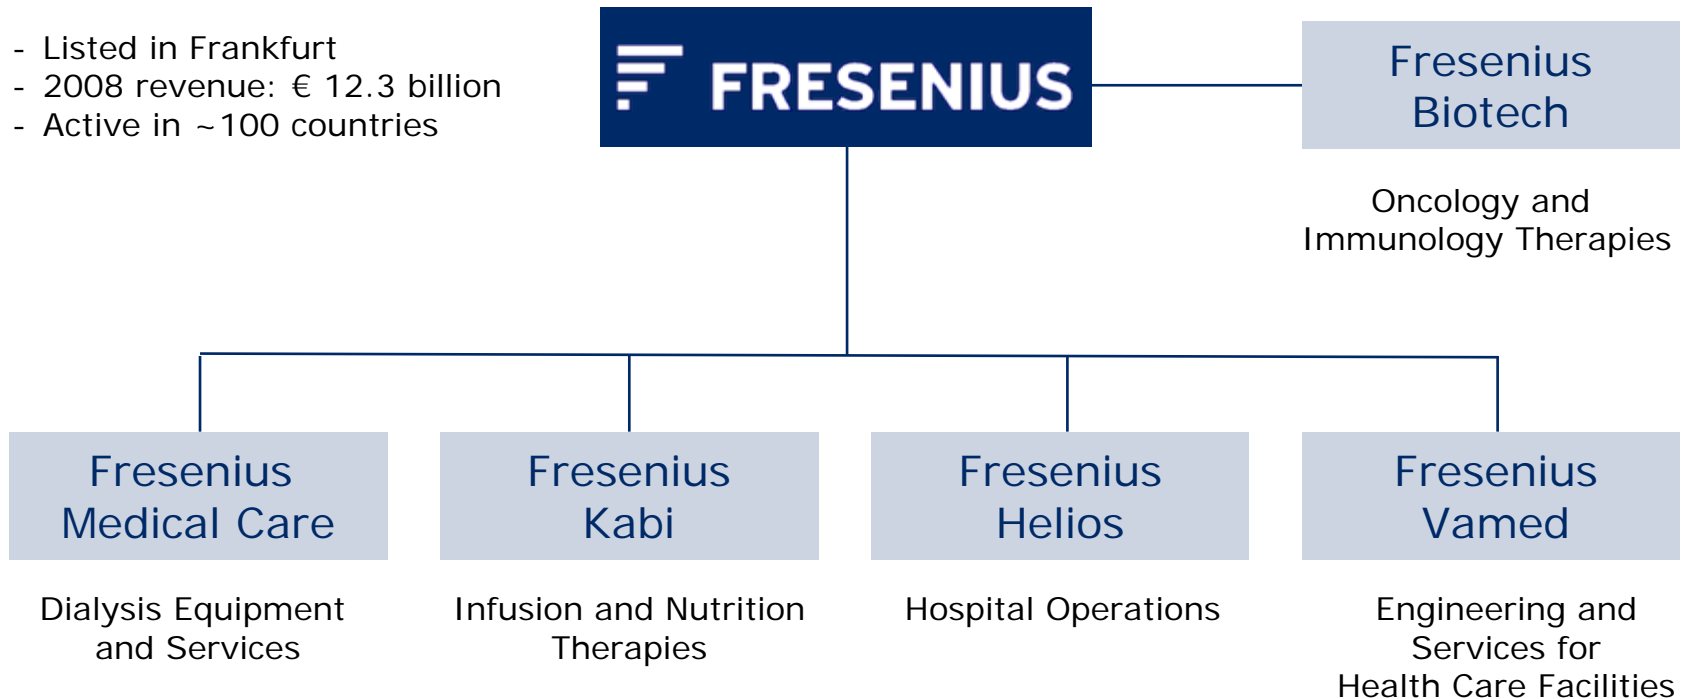 - Listed in Frankfurt
- 2008 revenue: € 12.3 billion
- Active in ~100 countries
FRESENIUS
Fresenius
Biotech
Oncology and
Immunology Therapies
Fresenius
Medical Care
Dialysis Equipment
and Services
Fresenius
Kabi
Infusion and Nutrition
Therapies
Fresenius
Helios
Hospital Operations
Fresenius
Vamed
Engineering and
Services for
Health Care Facilities